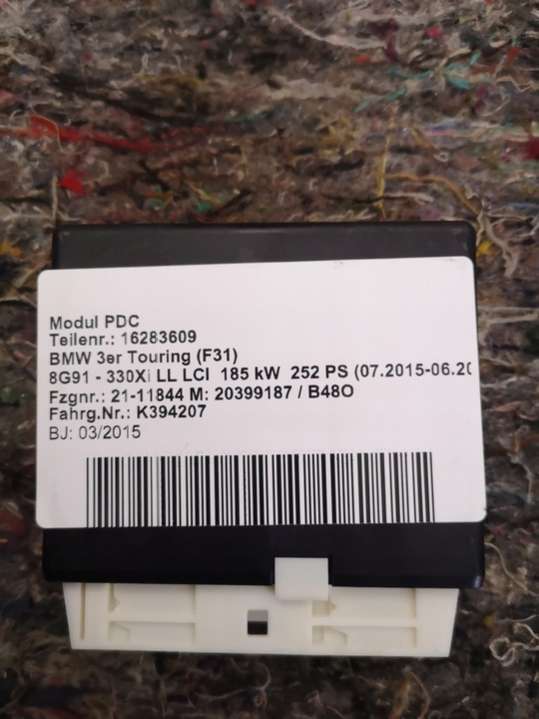 Modul PDC
Teilenr.: 16283609
BMW 3er Touring (F31)
8G91 - 330Xi LL LCI 185 kW 252 PS (07.2015-06.20
Fzgnr.: 21-11844 M: 20399187 / B48O
Fahrg.Nr.: K394207
BJ: 03/2015